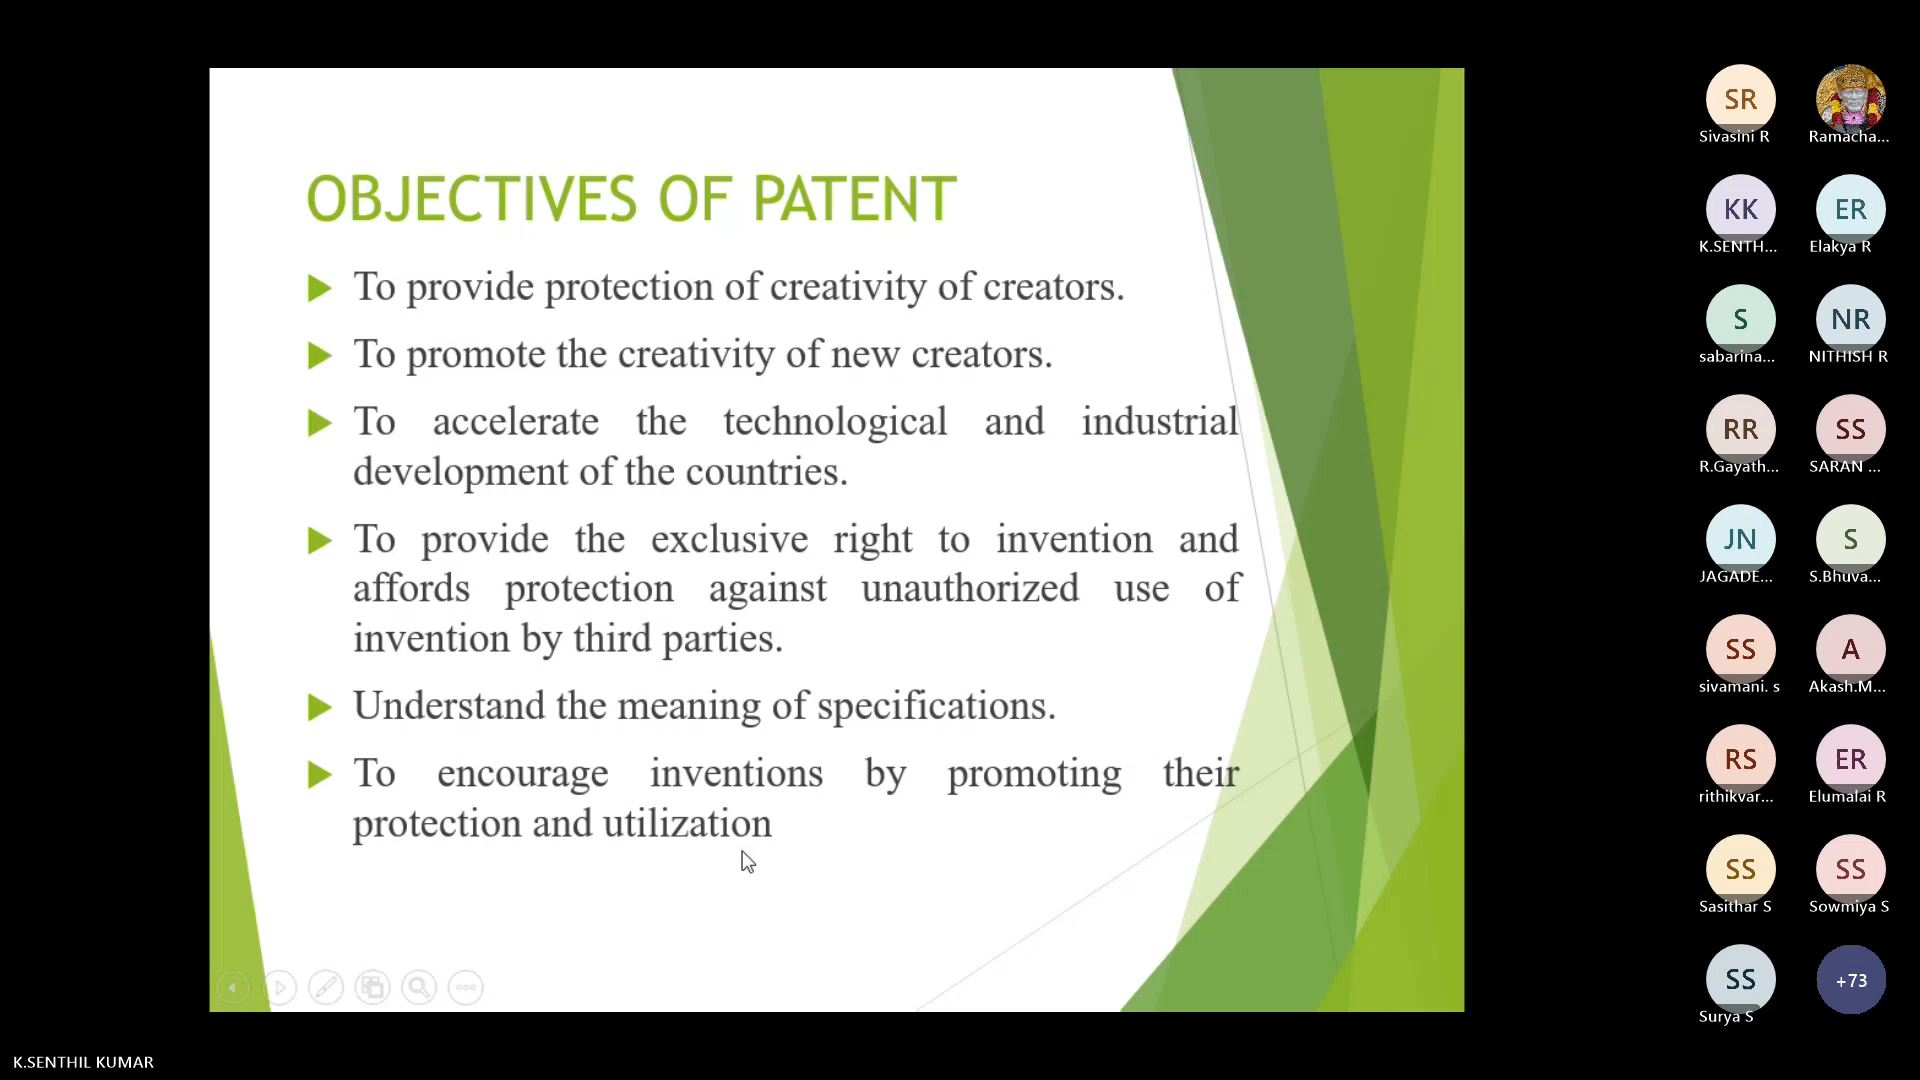 OBJECTIVES OF PATENT
To provide protection of creativity of creators.
To promote the creativity of new creators.
To accelerate the technological and industrial
development of the countries.
To provide the exclusive right to invention and
affords protection against unauthorized use of
invention by third parties.
Understand the meaning of specifications.
To encourage inventions by promoting their
protection and utilization
SR
Sivasini R
Ramacha...
KK
K.SENTH...
ER
Elakya R
S
sabarina...
NR
NITHISH R
RR
R.Gayath...
SS
SARAN ...
JN
JAGADE...
S
S.Bhuva...
SS
sivamani. s
A
Akash.M...
RS
rithikvar...
ER
Elumalai R
SS
Sasithar S
SS
Sowmiya S
SS
Surya S
+73
K.SENTHIL KUMAR